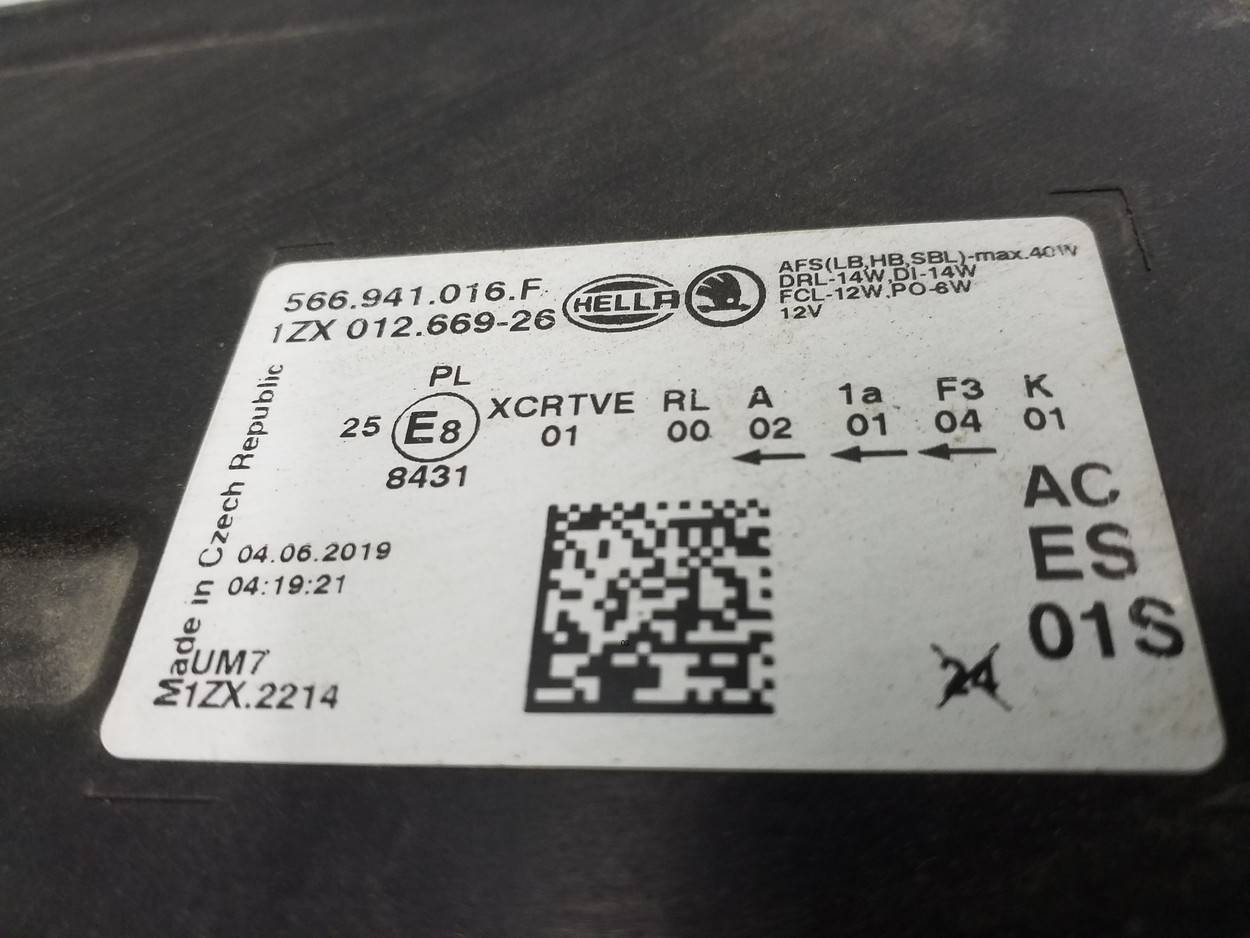 566.941.016.F
1ZX 012.669-26
HELLA
AFS(LB,HB,SBL)-max.40W
DRL-14W,DI-14W
FCL-12W,PO-6W
12V
Made in Czech Republic
PL
25 E8
8431
XCRTVE RL A 1a F3 K
01 00 02 01 04 01
AC
ES
01S
04.06.2019
04:19:21
UM7
1ZX.2214
24